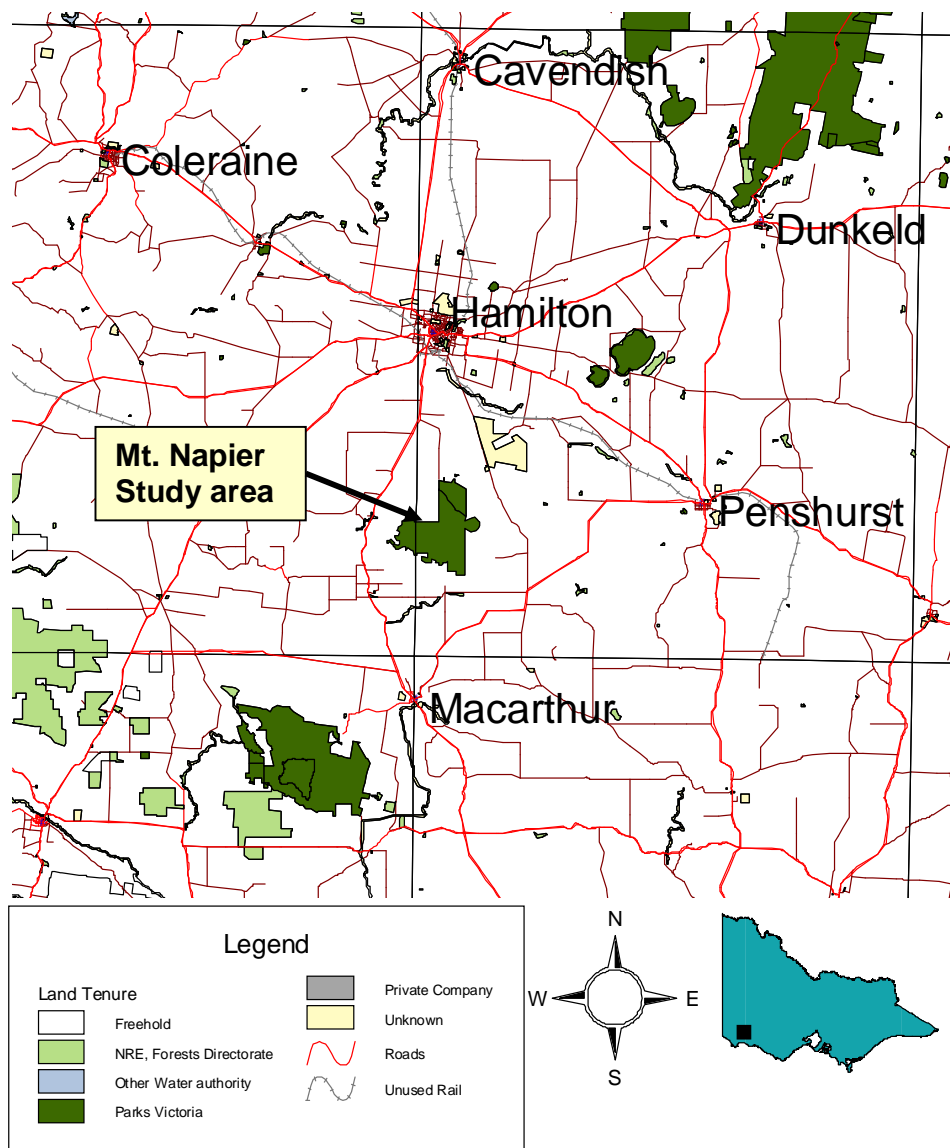 Cavendish
Coleraine
Dunkeld
Hamilton
Mt. Napier
Study area
Penshurst
Macarthur
Legend
Land Tenure
Freehold
NRE, Forests Directorate
Other Water authority
Parks Victoria
Private Company
Unknown
Roads
Unused Rail
N
W
E
S